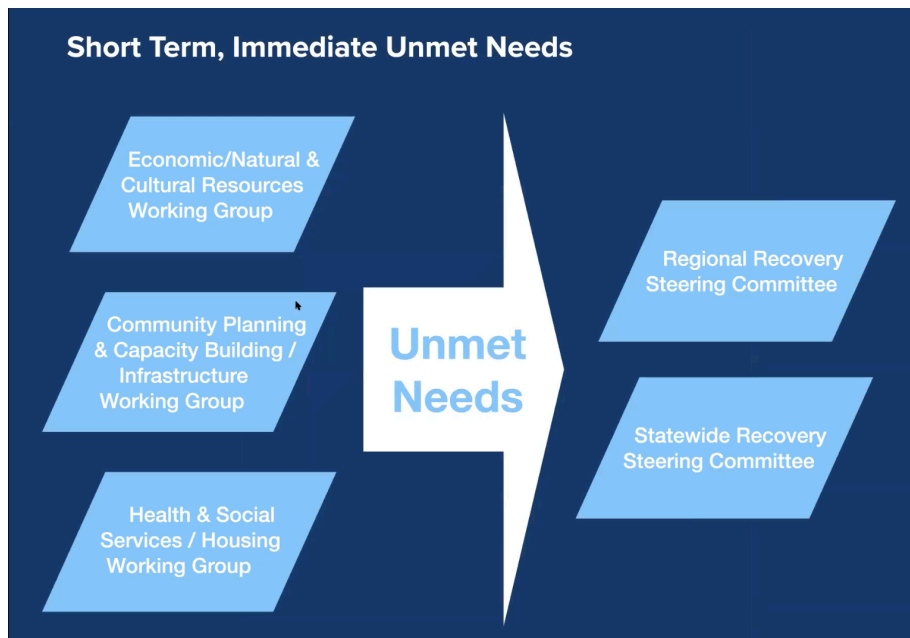 Short Term, Immediate Unmet Needs
Economic/Natural &
Cultural Resources
Working Group
Community Planning
& Capacity Building /
Infrastructure
Working Group
Health & Social
Services / Housing
Working Group
Unmet
Needs
Regional Recovery
Steering Committee
Statewide Recovery
Steering Committee